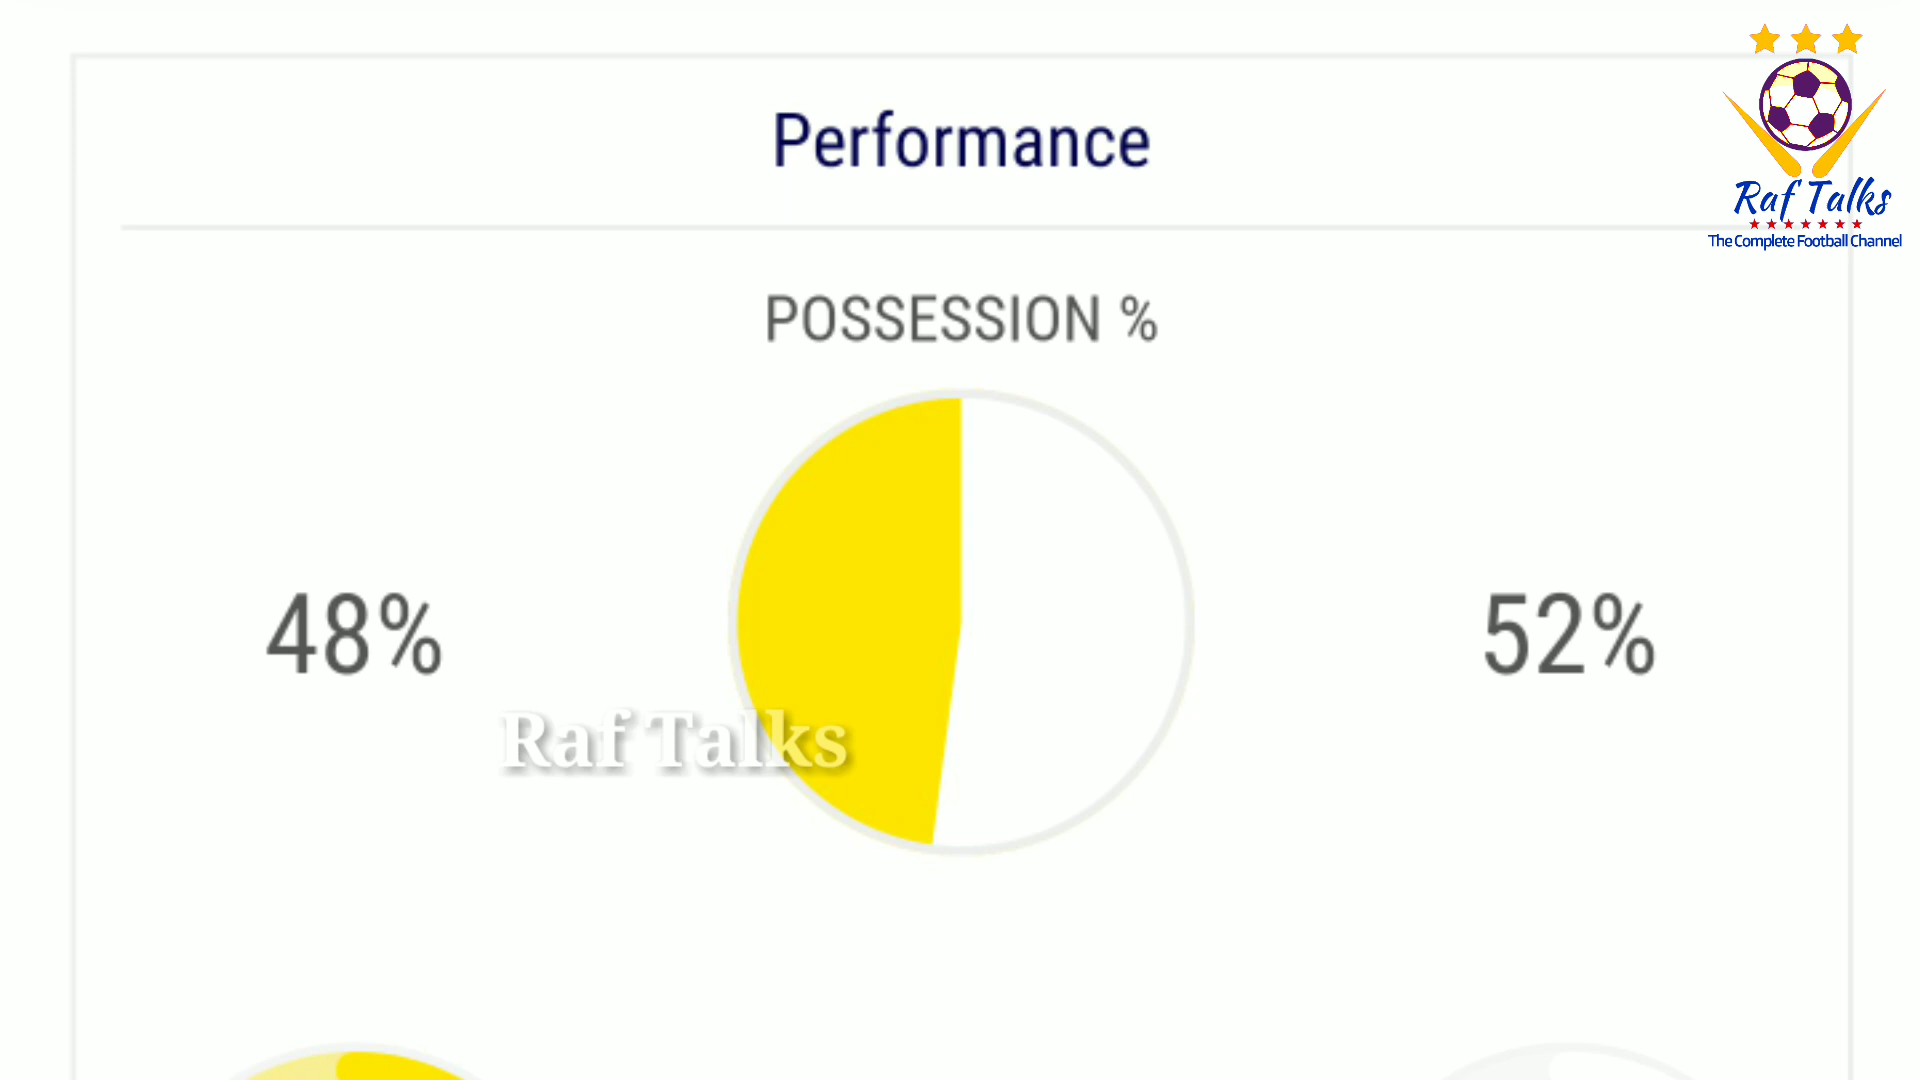 Performance
Raf Talks
The Complete Football Channel
POSSESSION %
48%
52%
Raf Talks